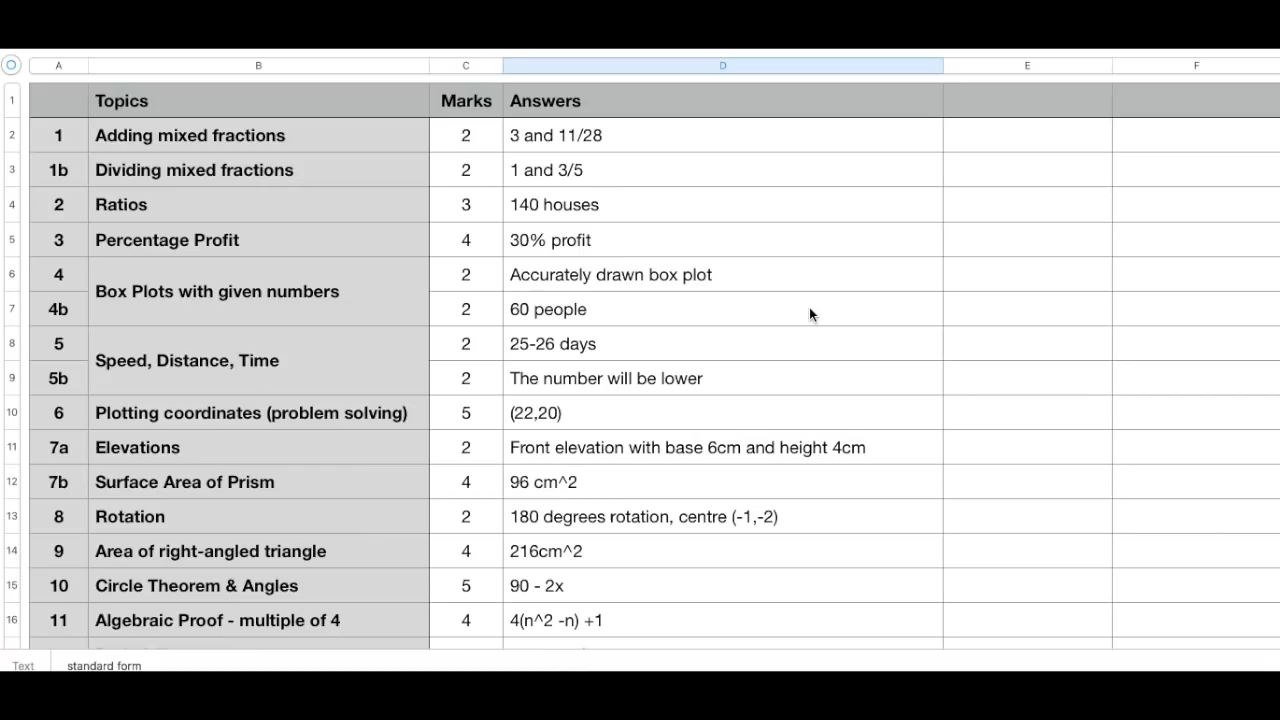 A B C D E F
1 Topics Marks Answers
2 1 Adding mixed fractions 2 3 and 11/28
3 1b Dividing mixed fractions 2 1 and 3/5
4 2 Ratios 3 140 houses
5 3 Percentage Profit 4 30% profit
6 4 Box Plots with given numbers 2 Accurately drawn box plot
7 4b 2 60 people
8 5 Speed, Distance, Time 2 25-26 days
9 5b 2 The number will be lower
10 6 Plotting coordinates (problem solving) 5 (22,20)
11 7a Elevations 2 Front elevation with base 6cm and height 4cm
12 7b Surface Area of Prism 4 96 cm^2
13 8 Rotation 2 180 degrees rotation, centre (-1,-2)
14 9 Area of right-angled triangle 4 216cm^2
15 10 Circle Theorem & Angles 5 90 - 2x
16 11 Algebraic Proof - multiple of 4 4 4(n^2 -n) +1
Text standard form